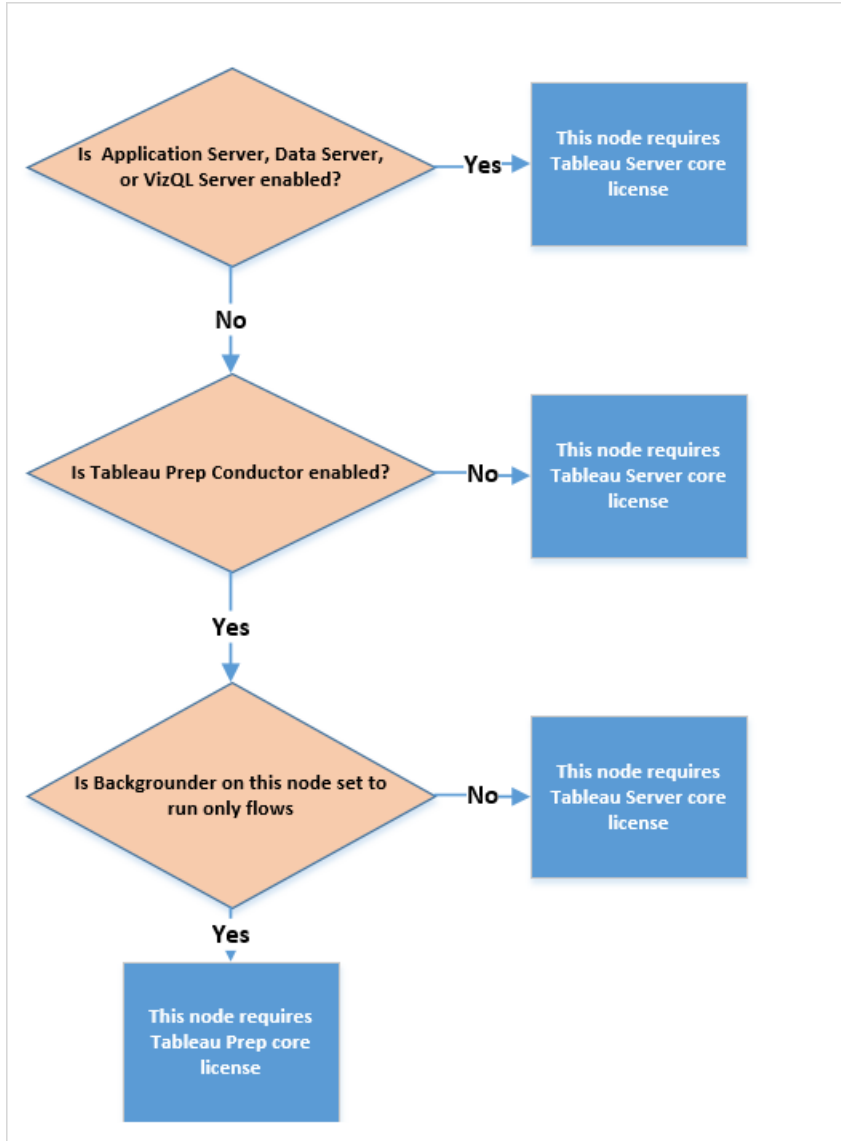 Is Application Server, Data Server,
or VizQL Server enabled?
Yes
This node requires
Tableau Server core
license
No
Is Tableau Prep Conductor enabled?
No
This node requires
Tableau Server core
license
Yes
Is Backgrounder on this node set to
run only flows
No
This node requires
Tableau Server core
license
Yes
This node requires
Tableau Prep core
license